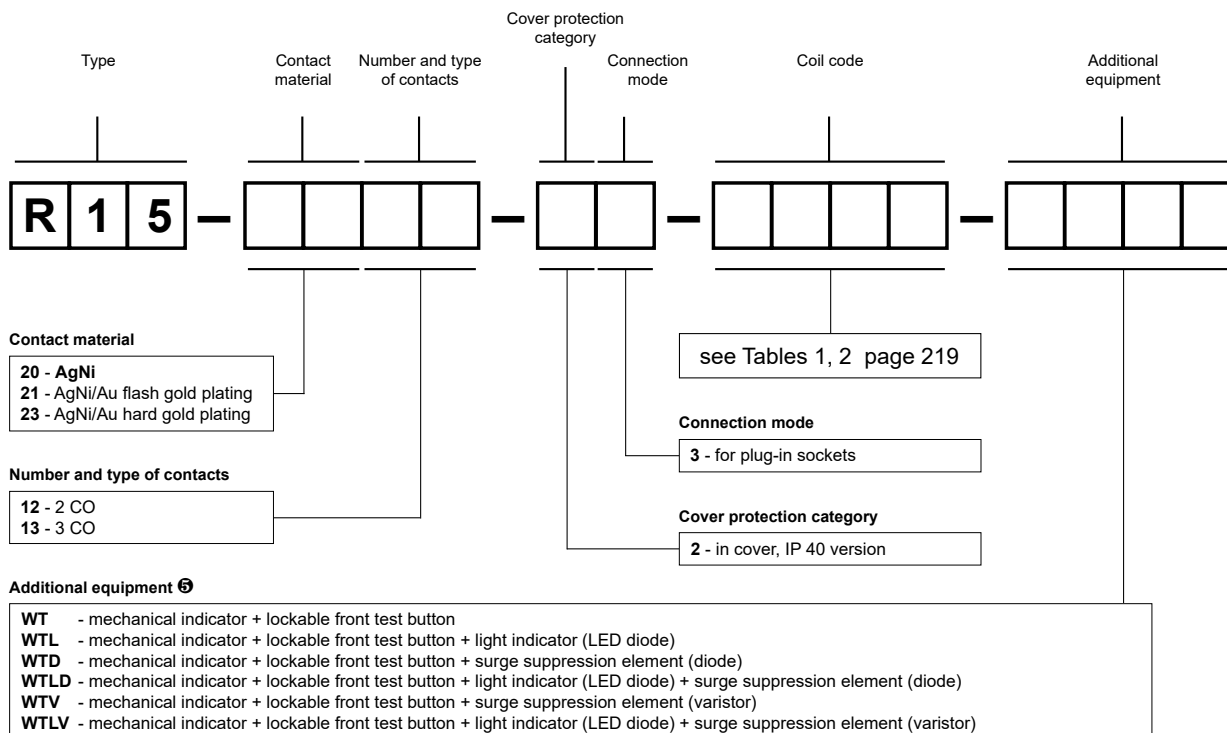 Cover protection
category
Type
Contact
material
Number and type
of contacts
Connection
mode
Coil code
Additional
equipment
R 1 5 – – – –
Contact material
20 - AgNi
21 - AgNi/Au flash gold plating
23 - AgNi/Au hard gold plating
see Tables 1, 2 page 219
Connection mode
3 - for plug-in sockets
Number and type of contacts
12 - 2 CO
13 - 3 CO
Cover protection category
2 - in cover, IP 40 version
Additional equipment ❺
WT - mechanical indicator + lockable front test button
WTL - mechanical indicator + lockable front test button + light indicator (LED diode)
WTD - mechanical indicator + lockable front test button + surge suppression element (diode)
WTLD - mechanical indicator + lockable front test button + light indicator (LED diode) + surge suppression element (diode)
WTV - mechanical indicator + lockable front test button + surge suppression element (varistor)
WTLV - mechanical indicator + lockable front test button + light indicator (LED diode) + surge suppression element (varistor)